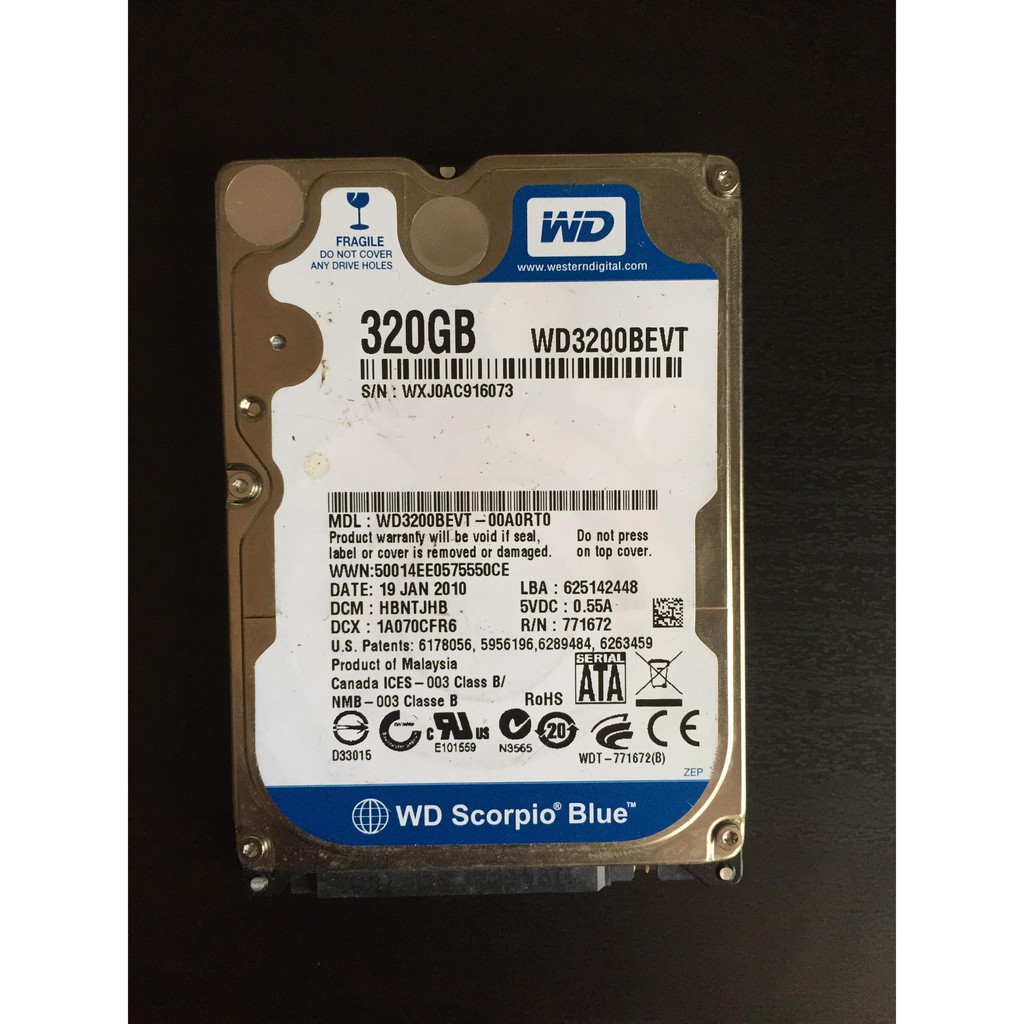 FRAGILE
DO NOT COVER
ANY DRIVE HOLES
WD
www.westerndigital.com
320GB WD3200BEVT
S/N : WXJ0AC916073
MDL : WD3200BEVT-00A0RT0
Product warranty will be void if seal, Do not press
label or cover is removed or damaged. on top cover.
WWN:50014EE0575550CE
DATE: 19 JAN 2010 LBA : 625142448
DCM : HBNTJHB 5VDC : 0.55A
DCX : 1A070CFR6 R/N : 771672
U.S. Patents: 6178056, 5956196,6289484, 6263459
Product of Malaysia
Canada ICES-003 Class B/
NMB-003 Classe B RoHS SERIAL ATA
D33015 c UR US E101559 N3565 20 CE
WDT-771672(B)
ZEP
WD Scorpio® Blue™